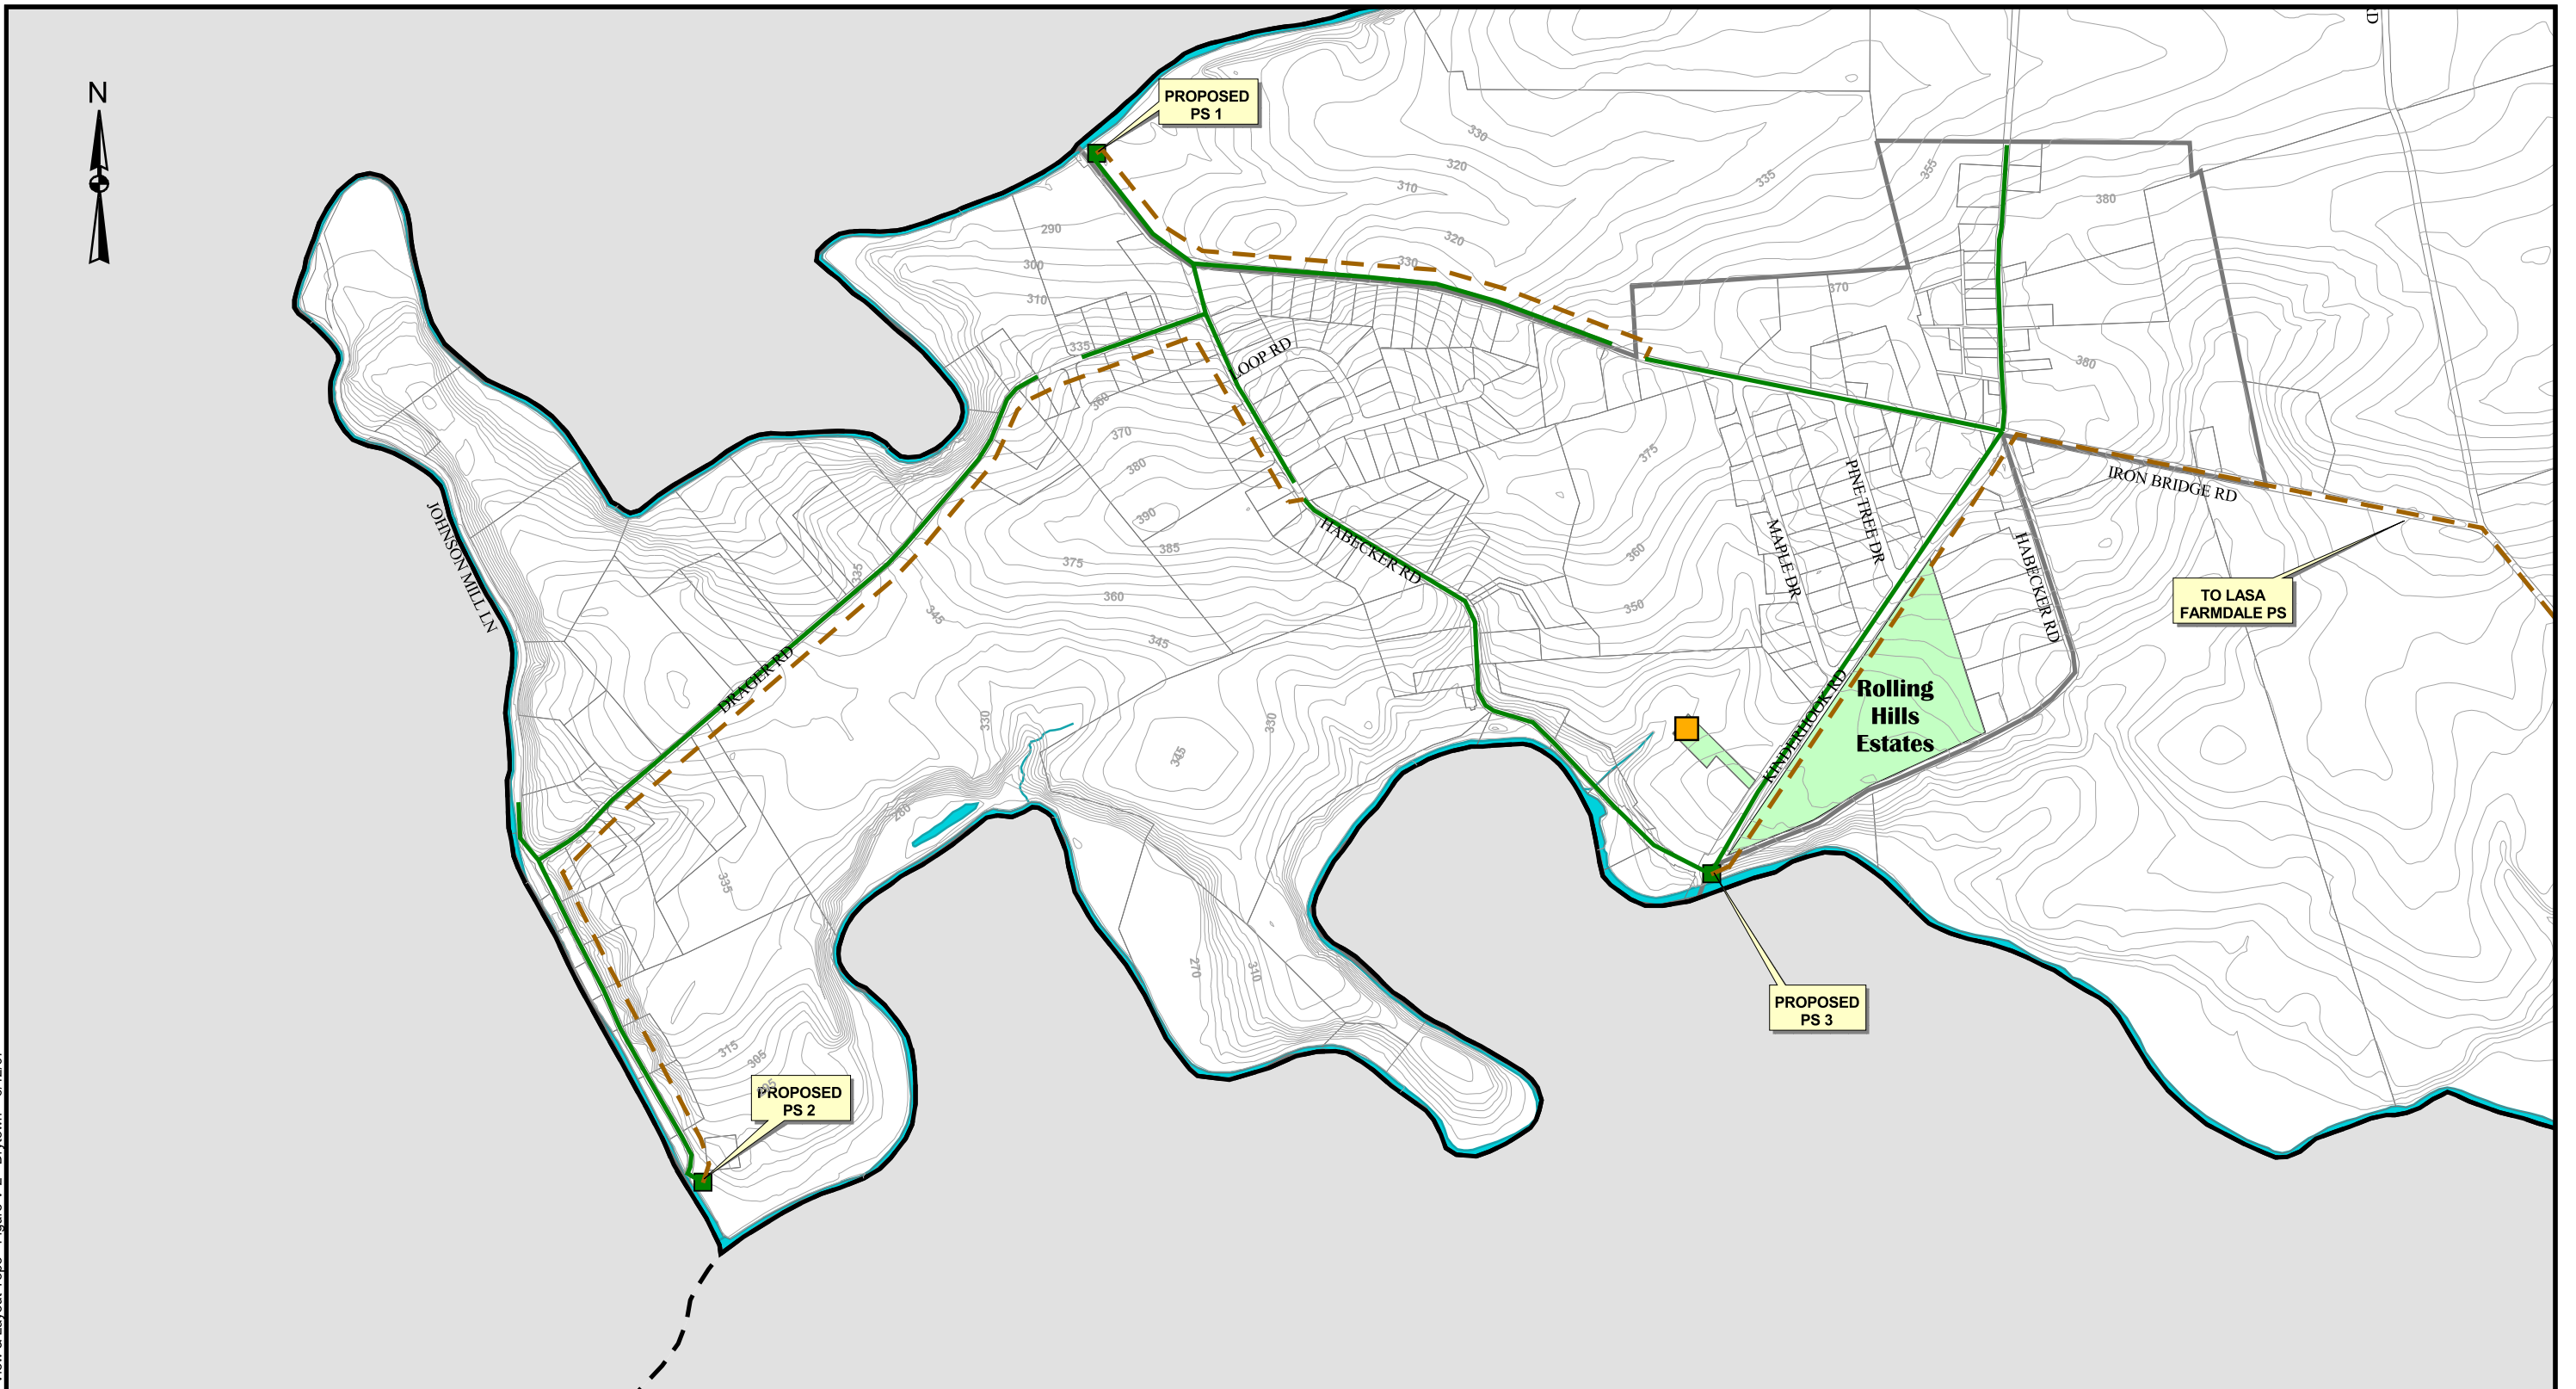 N
PROPOSED
PS 1
330
320
310
335
355
380
290
300
310
320
330
370
335
LOOP RD
360
370
380
390
385
375
360
345
345
375
360
350
380
PINE TREE DR
MAPLE DR
IRON BRIDGE RD
HABECKER RD
HABECKER RD
TO LASA
FARMDALE PS
JOHNSON MILL LN
335
DRAGER RD
330
345
330
280
335
Rolling
Hills
Estates
KINDERHOOK RD
270
310
PROPOSED
PS 3
315
305
PROPOSED
PS 2